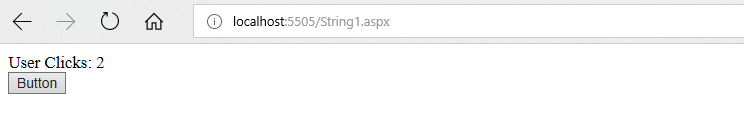 localhost:5505/String1.aspx
User Clicks: 2
Button